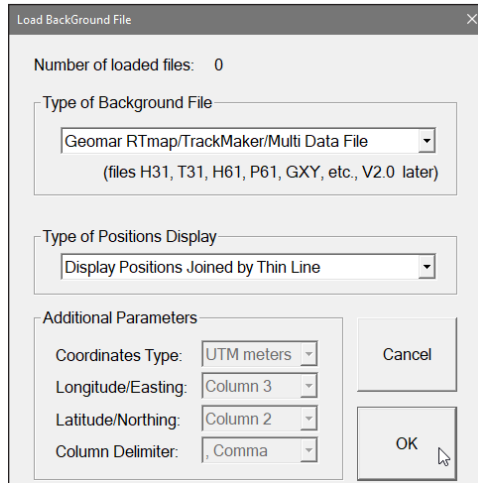 Load BackGround File
Number of loaded files: 0
Type of Background File
Geomar RTmap/TrackMaker/Multi Data File
(files H31, T31, H61, P61, GXY, etc., V2.0 later)
Type of Positions Display
Display Positions Joined by Thin Line
Additional Parameters
Coordinates Type: UTM meters
Longitude/Easting: Column 3
Latitude/Northing: Column 2
Column Delimiter: , Comma
Cancel
OK